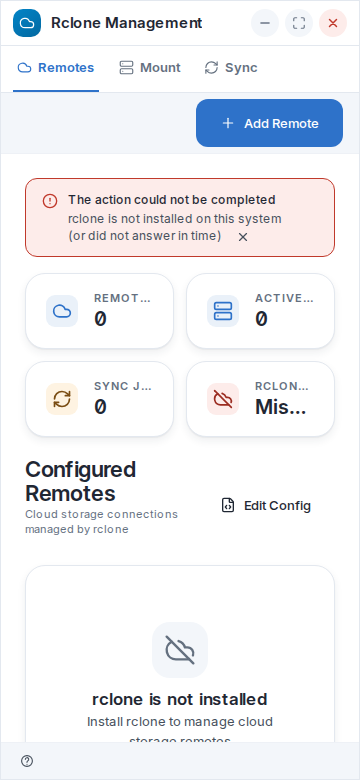 Rclone Management
Remotes
Mount
Sync
Add Remote
The action could not be completed
rclone is not installed on this system
(or did not answer in time)
REMOT...
0
ACTIVE...
0
SYNC J...
0
RCLON...
Mis...
Configured
Remotes
Cloud storage connections
managed by rclone
Edit Config
rclone is not installed
Install rclone to manage cloud
storage remotes